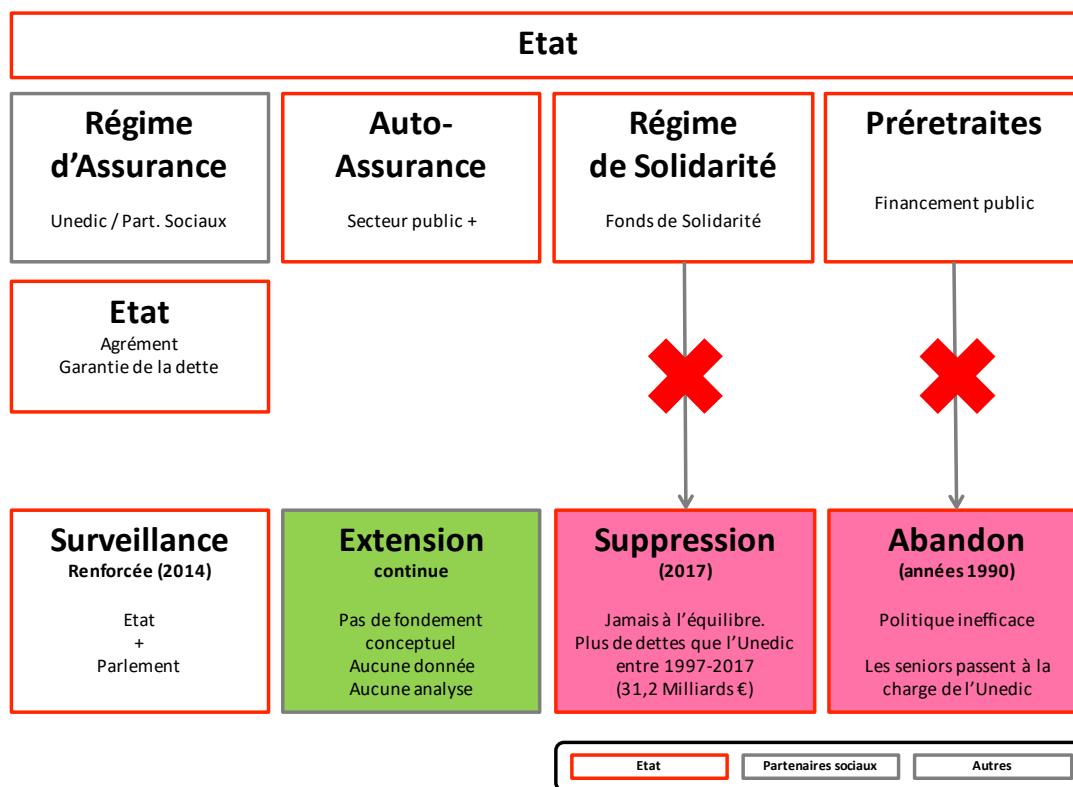 Etat
Régime
d'Assurance
Unedic / Part. Sociaux
Auto-
Assurance
Secteur public +
Régime
de Solidarité
Fonds de Solidarité
Préretraites
Financement public
Etat
Agrément
Garantie de la dette
Surveillance
Renforcée (2014)
Etat
+
Parlement
Extension
continue
Pas de fondement
conceptuel
Aucune donnée
Aucune analyse
Suppression
(2017)
Jamais à l'équilibre.
Plus de dettes que l'Unedic
entre 1997-2017
(31,2 Milliards €)
Abandon
(années 1990)
Politique inefficace
Les seniors passent à la
charge de l'Unedic
Etat
Partenaires sociaux
Autres